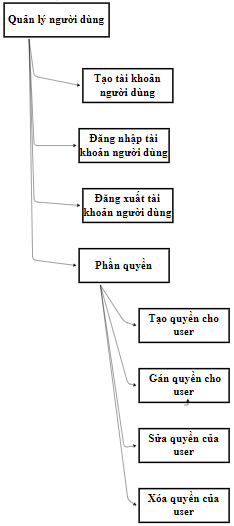 Quản lý người dùng
Tạo tài khoản
người dùng
Đăng nhập tài
khoản người dùng
Đăng xuất tài
khoản người dùng
Phần quyền
Tạo quyền cho
user
Gán quyền cho
user
Sửa quyền của
user
Xóa quyền của
user